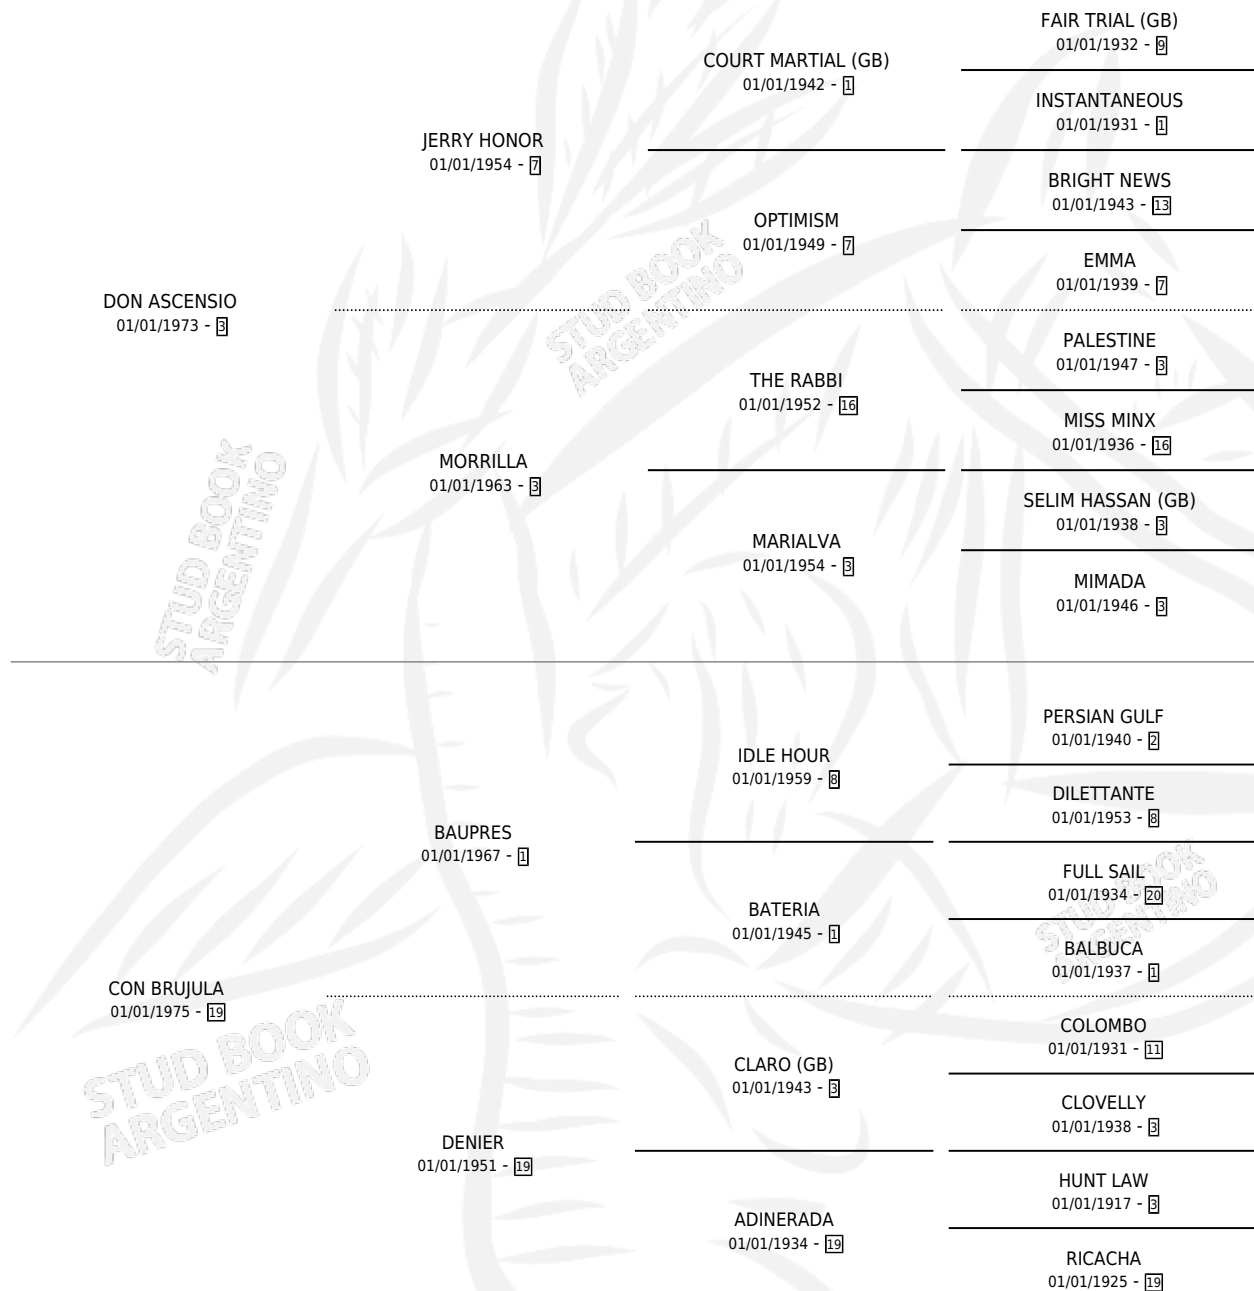 FAIR TRIAL (GB)
01/01/1932 - 9
COURT MARTIAL (GB)
01/01/1942 - 1
INSTANTANEOUS
01/01/1931 - 1
JERRY HONOR
01/01/1954 - 7
BRIGHT NEWS
01/01/1943 - 13
OPTIMISM
01/01/1949 - 7
EMMA
01/01/1939 - 7
DON ASCENSIO
01/01/1973 - 3
PALESTINE
01/01/1947 - 3
THE RABBI
01/01/1952 - 16
MISS MINX
01/01/1936 - 16
MORRILLA
01/01/1963 - 3
SELIM HASSAN (GB)
01/01/1938 - 3
MARIALVA
01/01/1954 - 3
MIMADA
01/01/1946 - 3
STUD BOOK
ARGENTINO
STUD BOOK
ARGENTINO
PERSIAN GULF
01/01/1940 - 2
IDLE HOUR
01/01/1959 - 8
DILETTANTE
01/01/1953 - 8
BAUPRES
01/01/1967 - 1
FULL SAIL
01/01/1934 - 20
BATERIA
01/01/1945 - 1
BALBUCA
01/01/1937 - 1
STUD BOOK
ARGENTINO
CON BRUJULA
01/01/1975 - 19
COLOMBO
01/01/1931 - 11
CLARO (GB)
01/01/1943 - 3
CLOVELLY
01/01/1938 - 3
STUD BOOK
ARGENTINO
DENIER
01/01/1951 - 19
HUNT LAW
01/01/1917 - 3
ADINERADA
01/01/1934 - 19
RICACHA
01/01/1925 - 19